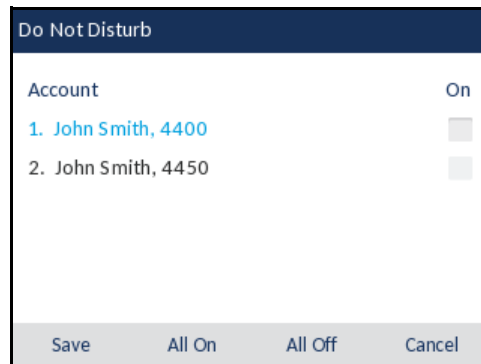 Do Not Disturb
Account On
1. John Smith, 4400
2. John Smith, 4450
Save All On All Off Cancel